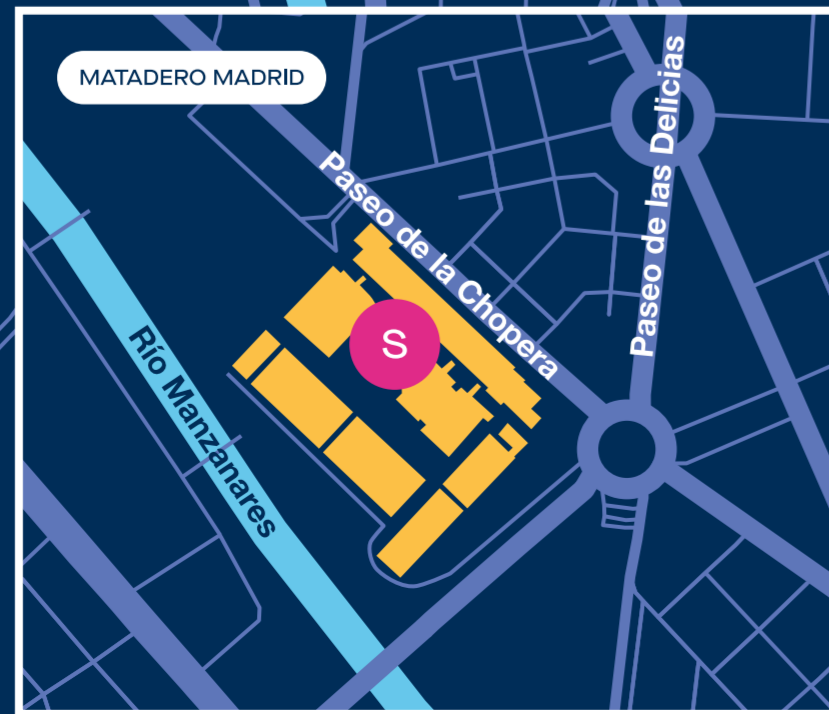 MATADERO MADRID
Paseo de las Delicias
Paseo de la Chopera
S
Río Manzanares